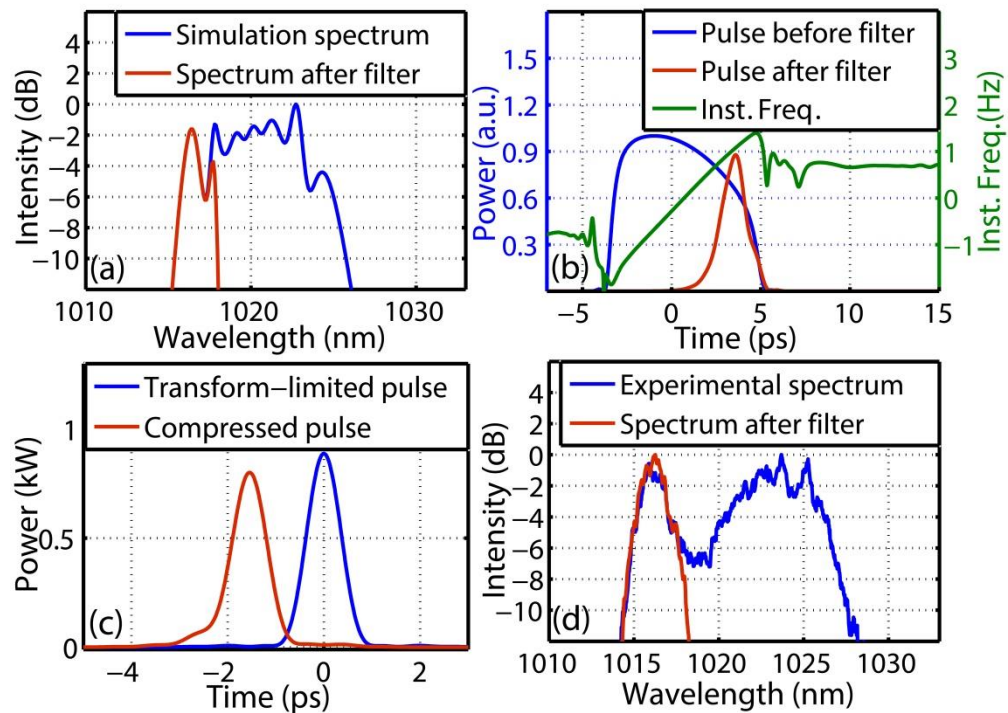 Simulation spectrum
Spectrum after filter
4
2
0
−2
−4
−6
−8
−10
Intensity (dB)
(a)
1010 1020 1030
Wavelength (nm)
Pulse before filter
Pulse after filter
Inst. Freq.
1.5
1.2
0.9
0.6
0.3
Power (a.u.)
3
2
1
0
−1
Inst. Freq.(Hz)
(b)
−5 0 5 10 15
Time (ps)
Transform−limited pulse
Compressed pulse
1
0.5
0
Power (kW)
(c)
−4 −2 0 2
Time (ps)
Experimental spectrum
Spectrum after filter
4
2
0
−2
−4
−6
−8
−10
Intensity (dB)
(d)
1010 1015 1020 1025 1030
Wavelength (nm)